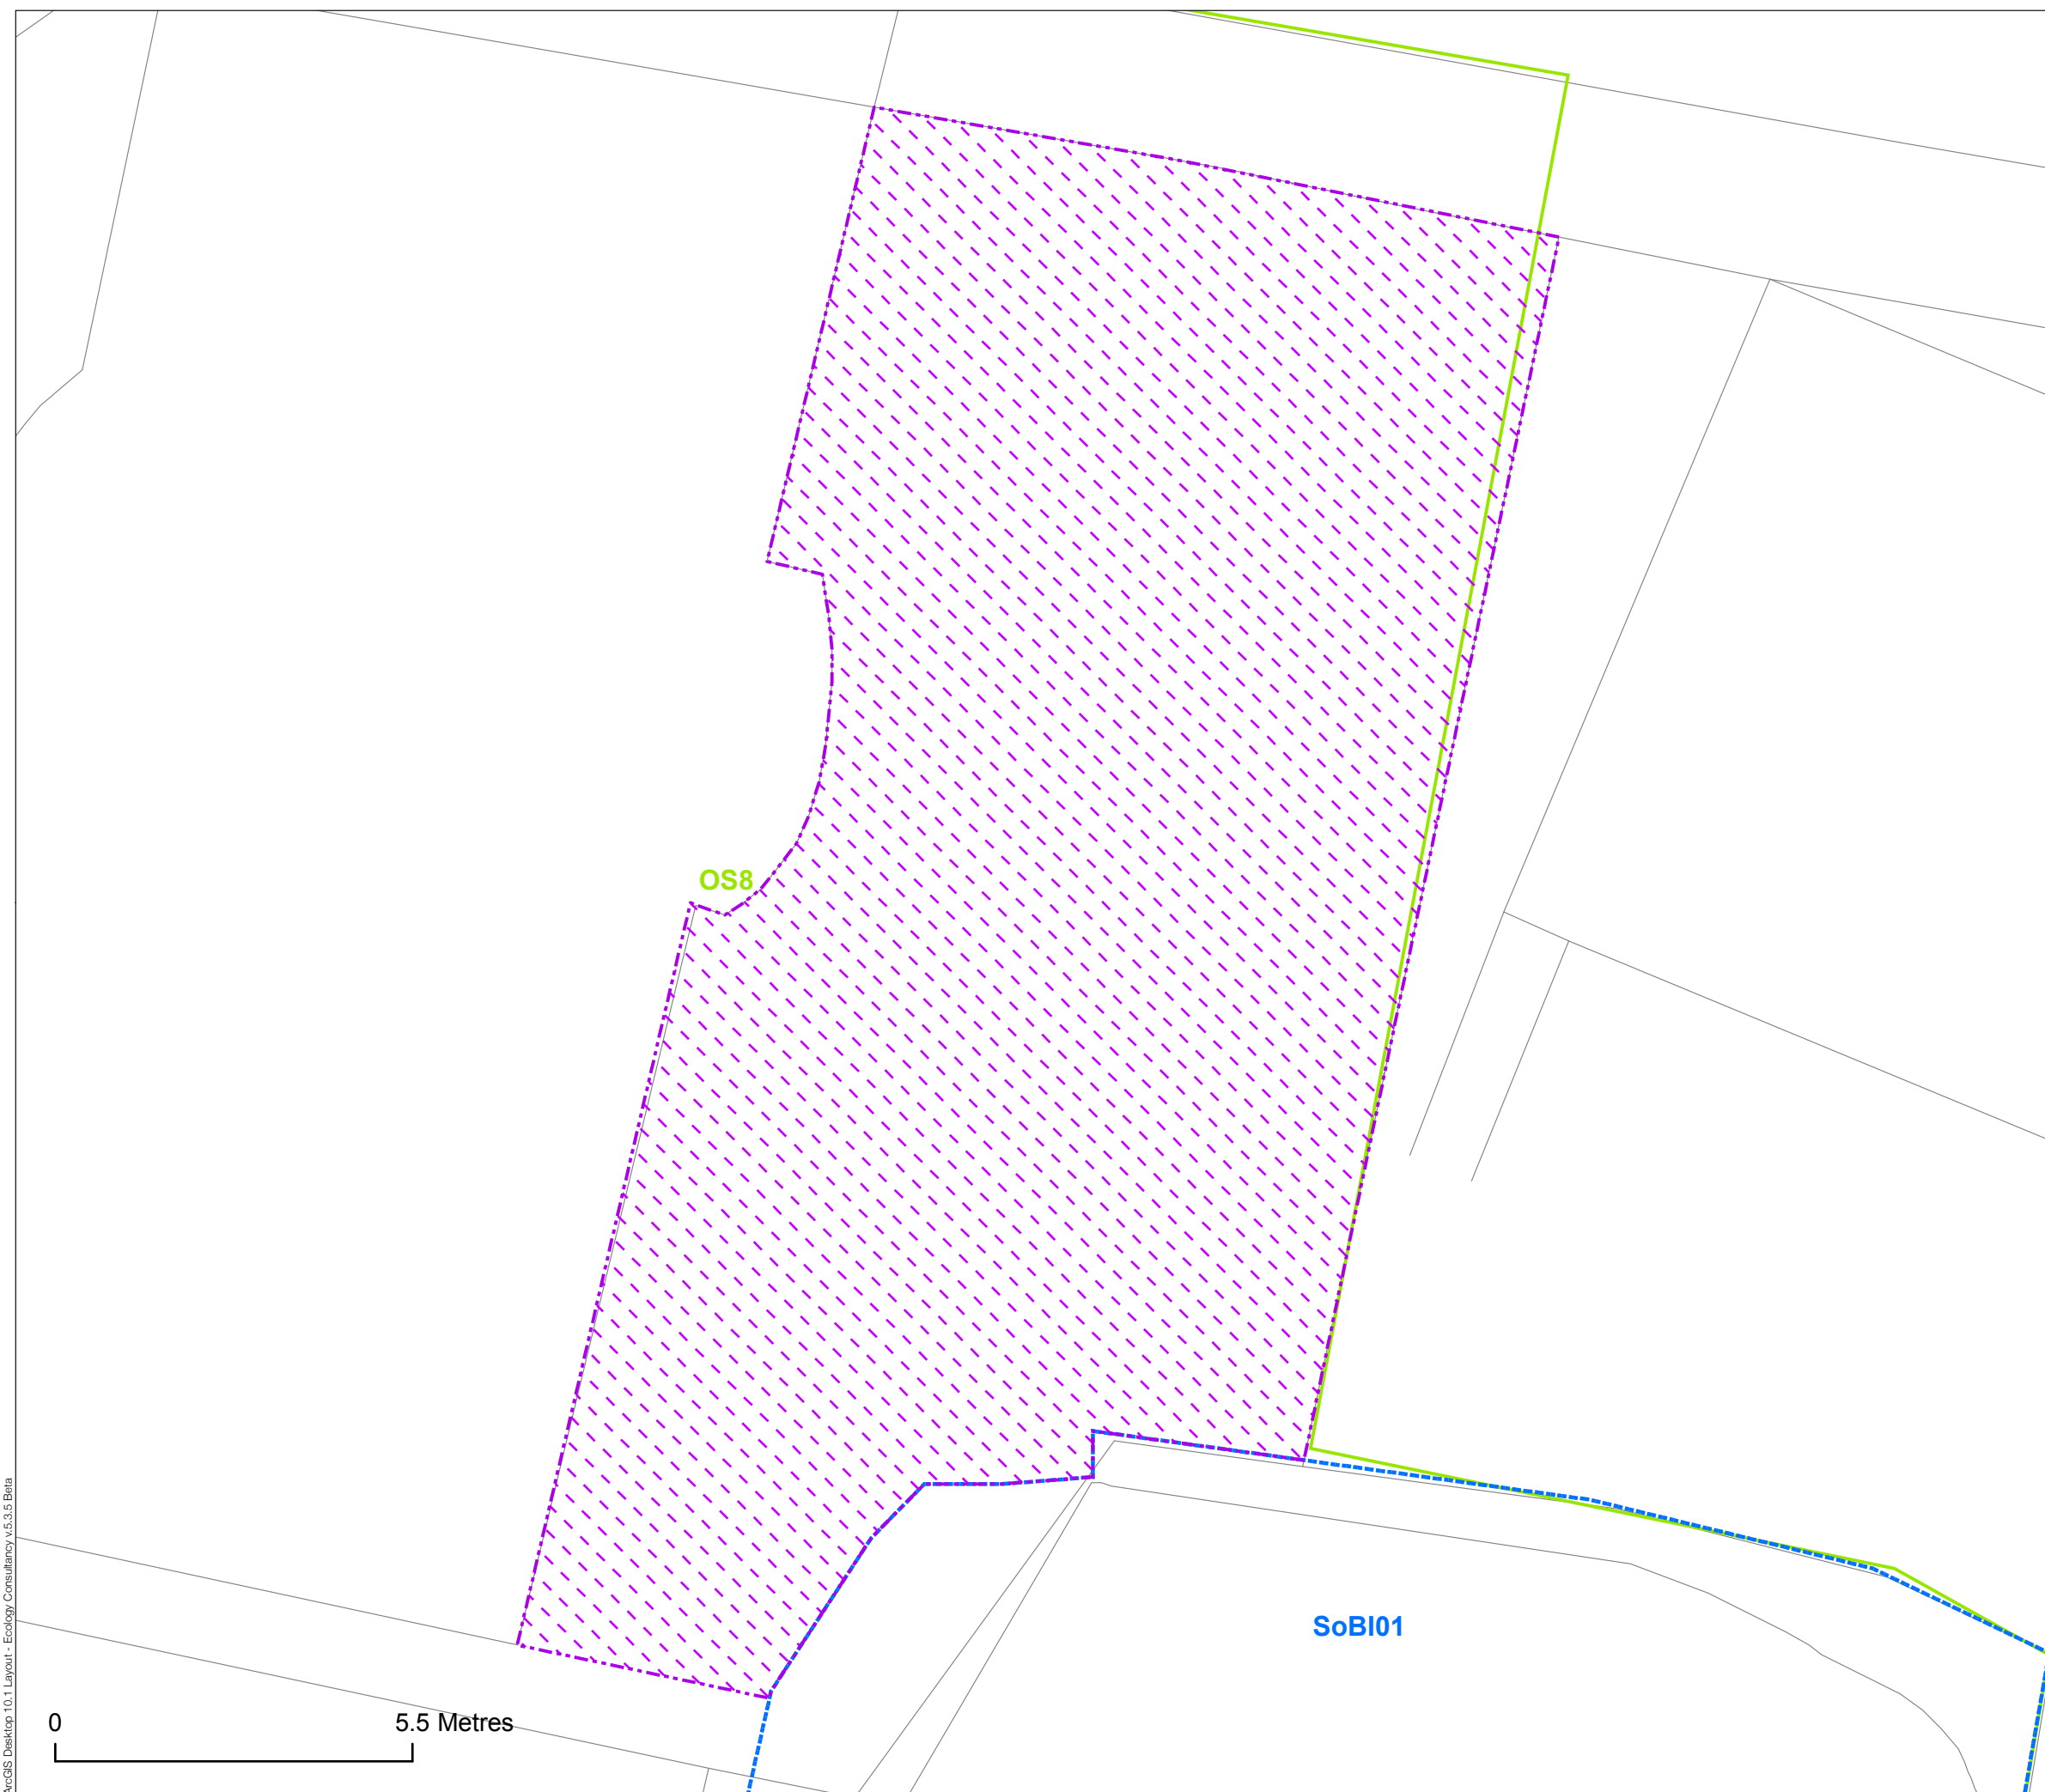 OS8
SoBI01
0 5.5 Metres
ArcGIS Desktop 10.1 Layout - Ecology Consultancy v.5.3.5 Beta